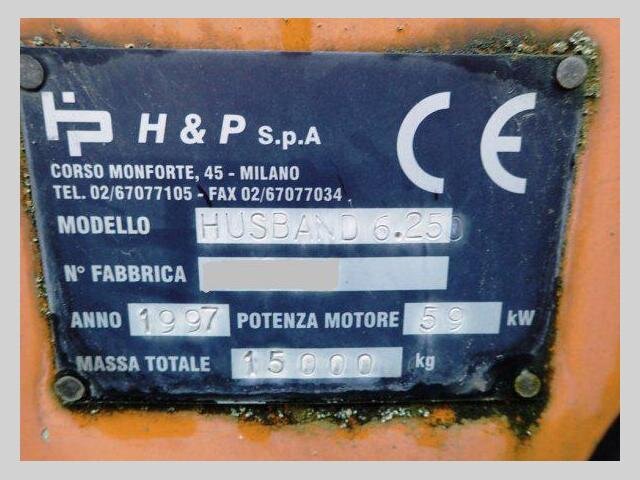 HP H & P S.p.A
CE
CORSO MONFORTE, 45 - MILANO
TEL. 02/67077105 - FAX 02/67077034
MODELLO HUSBAND 6.250
N° FABBRICA
ANNO 1997 POTENZA MOTORE 59 kW
MASSA TOTALE 15000 kg